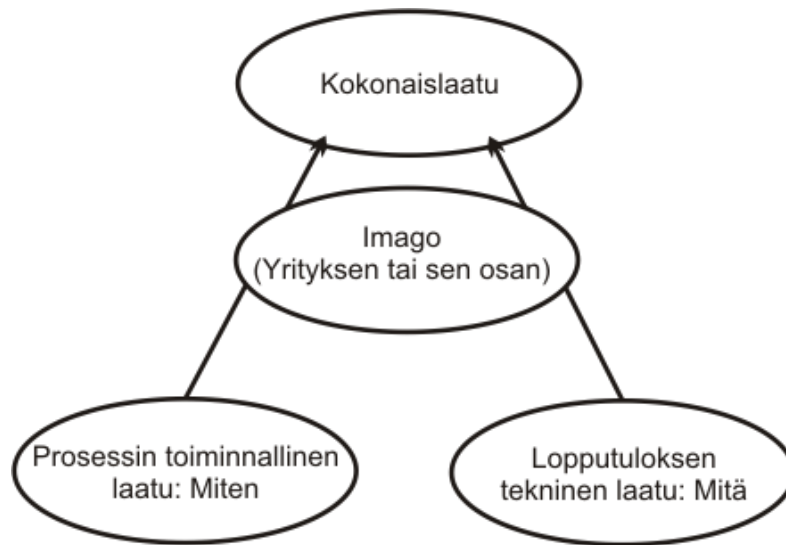 Kokonaislaatu
Imago
(Yrityksen tai sen osan)
Prosessin toiminnallinen
laatu: Miten
Lopputuloksen
tekninen laatu: Mitä